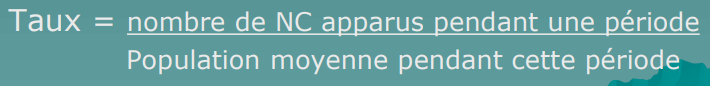 Taux = nombre de NC apparus pendant une période
Population moyenne pendant cette période